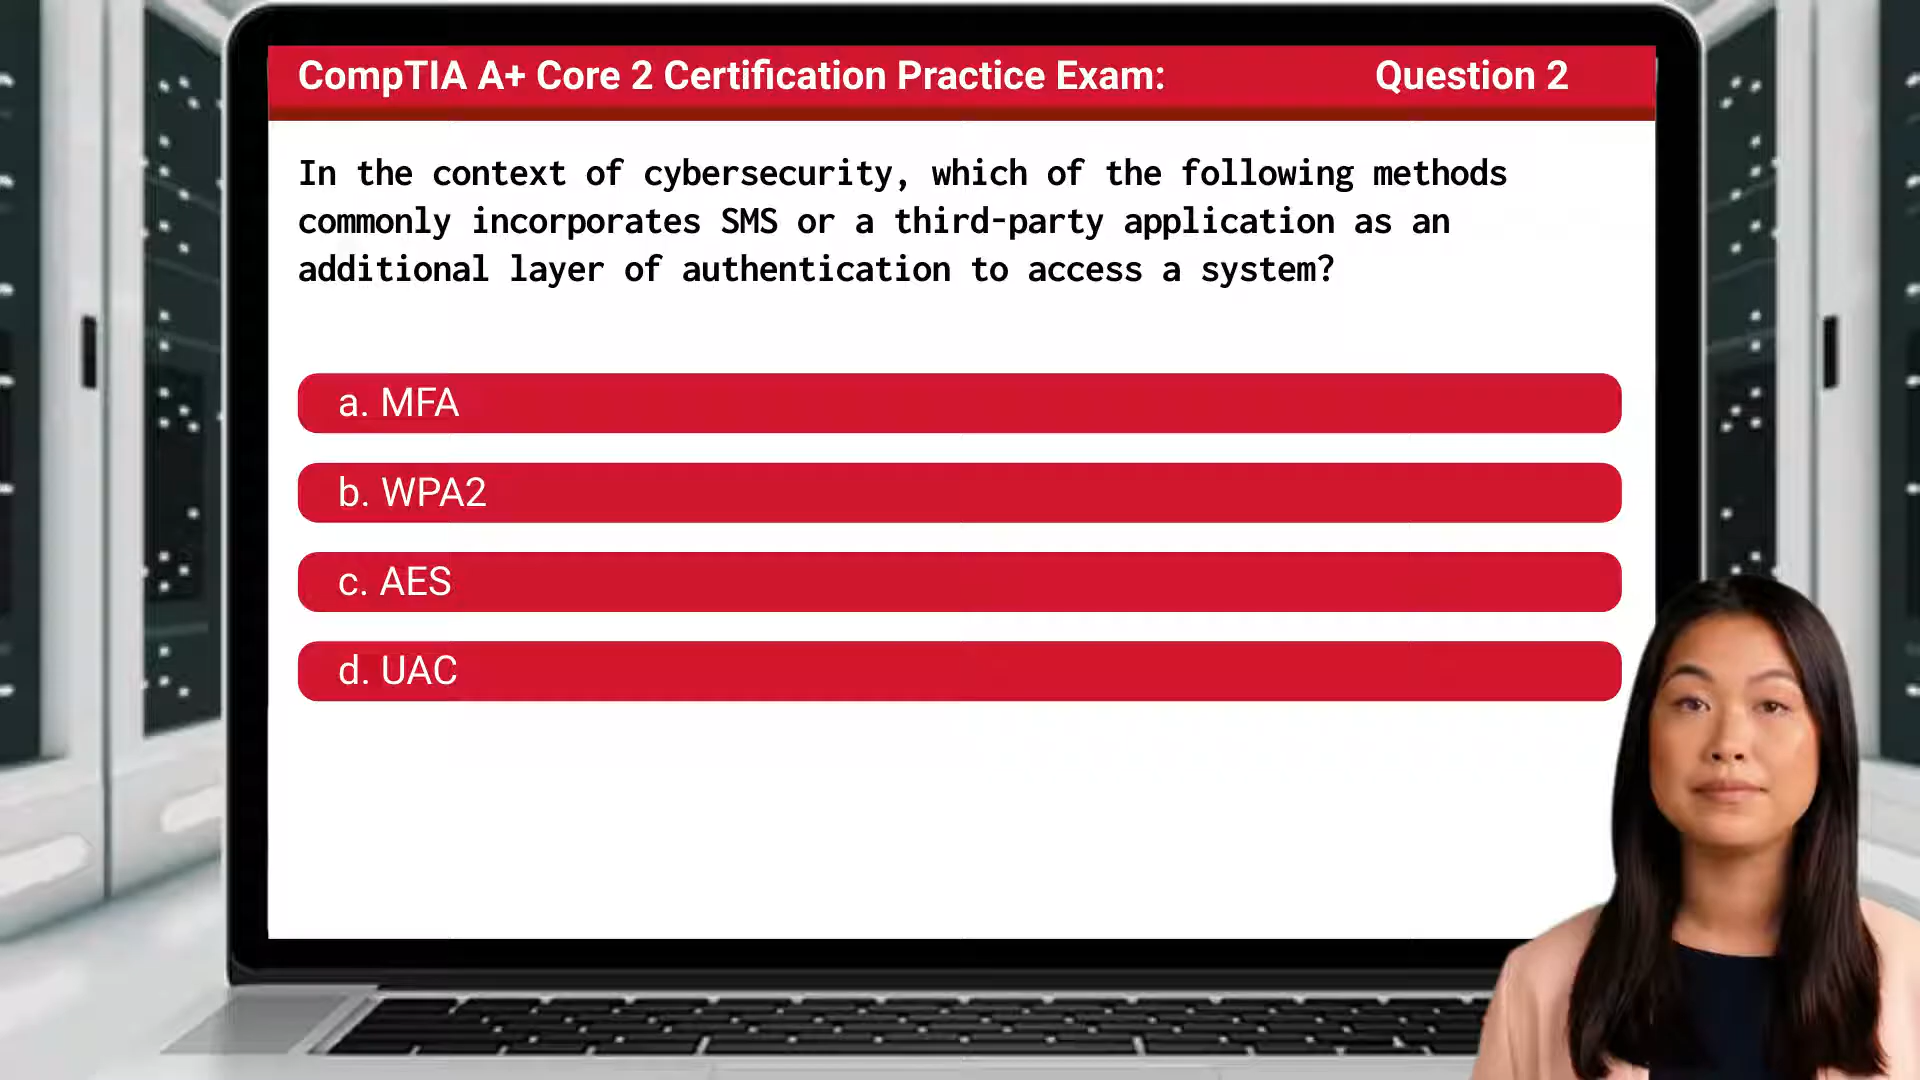 CompTIA A+ Core 2 Certification Practice Exam:
Question 2
In the context of cybersecurity, which of the following methods
commonly incorporates SMS or a third-party application as an
additional layer of authentication to access a system?
a. MFA
b. WPA2
c. AES
d. UAC